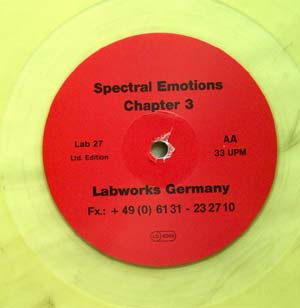 Spectral Emotions
Chapter 3
Lab 27
AA
Ltd. Edition
33 UPM
Labworks Germany
Fx.: + 49 (0) 61 31 - 23 27 10